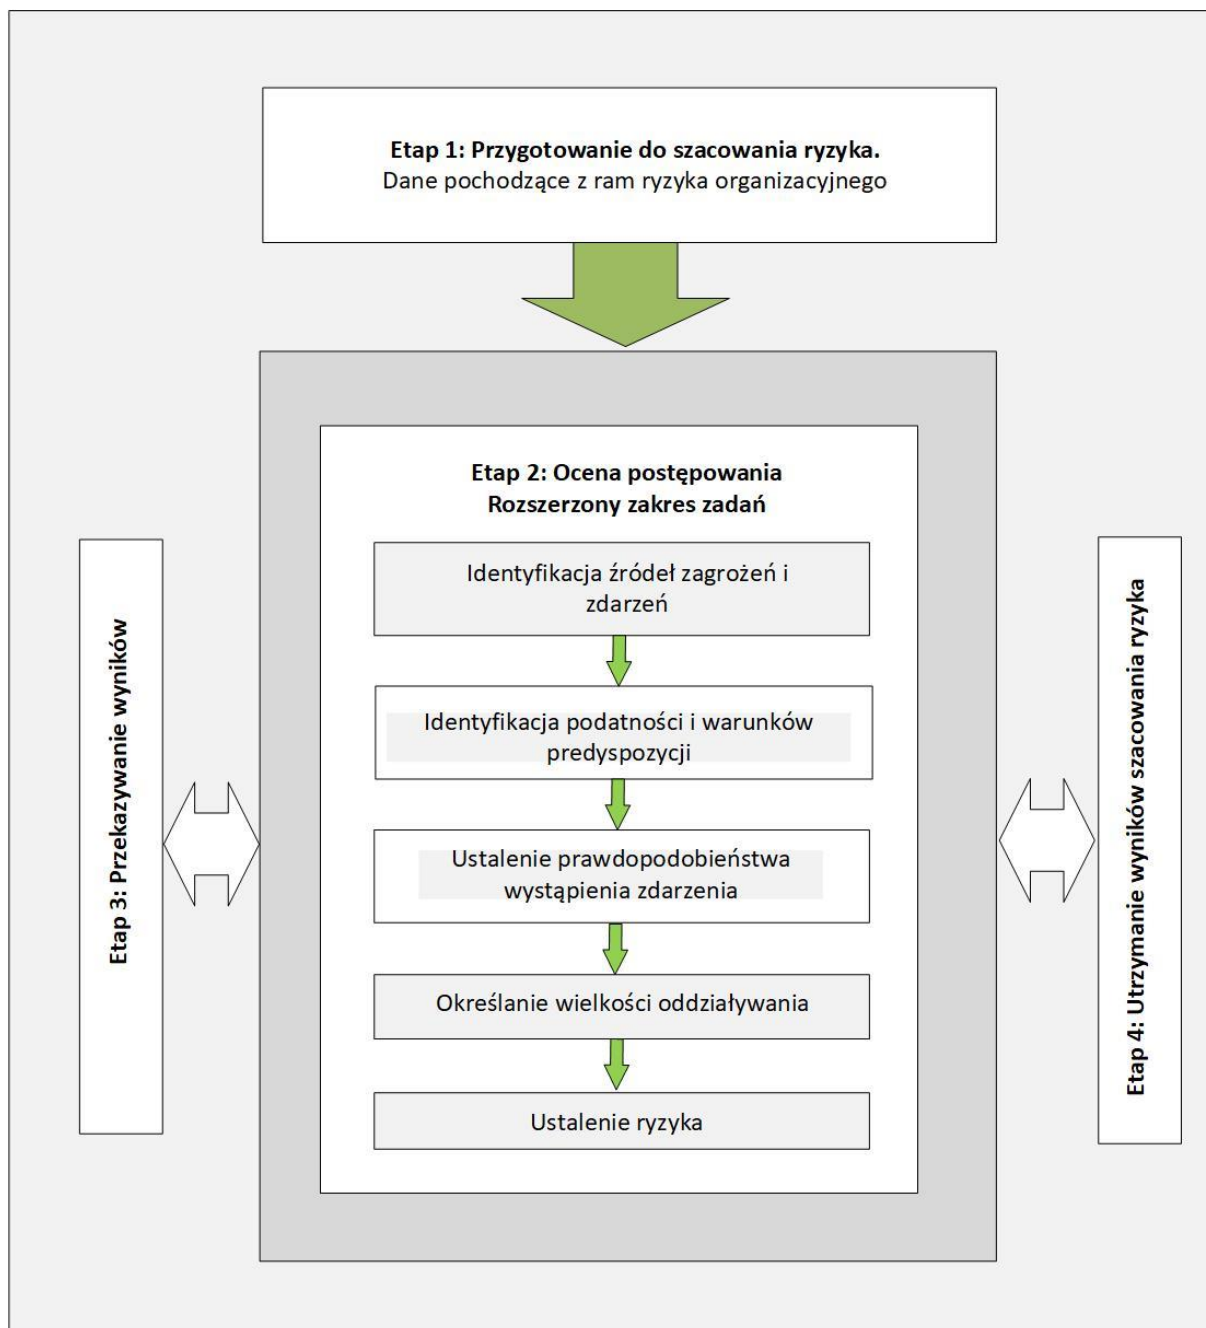 Etap 1: Przygotowanie do szacowania ryzyka.
Dane pochodzące z ram ryzyka organizacyjnego
Etap 2: Ocena postępowania
Rozszerzony zakres zadań
Identyfikacja źródeł zagrożeń i
zdarzeń
Identyfikacja podatności i warunków
predyspozycji
Ustalenie prawdopodobieństwa
wystąpienia zdarzenia
Określanie wielkości oddziaływania
Ustalenie ryzyka
Etap 3: Przekazywanie wyników
Etap 4: Utrzymanie wyników szacowania ryzyka